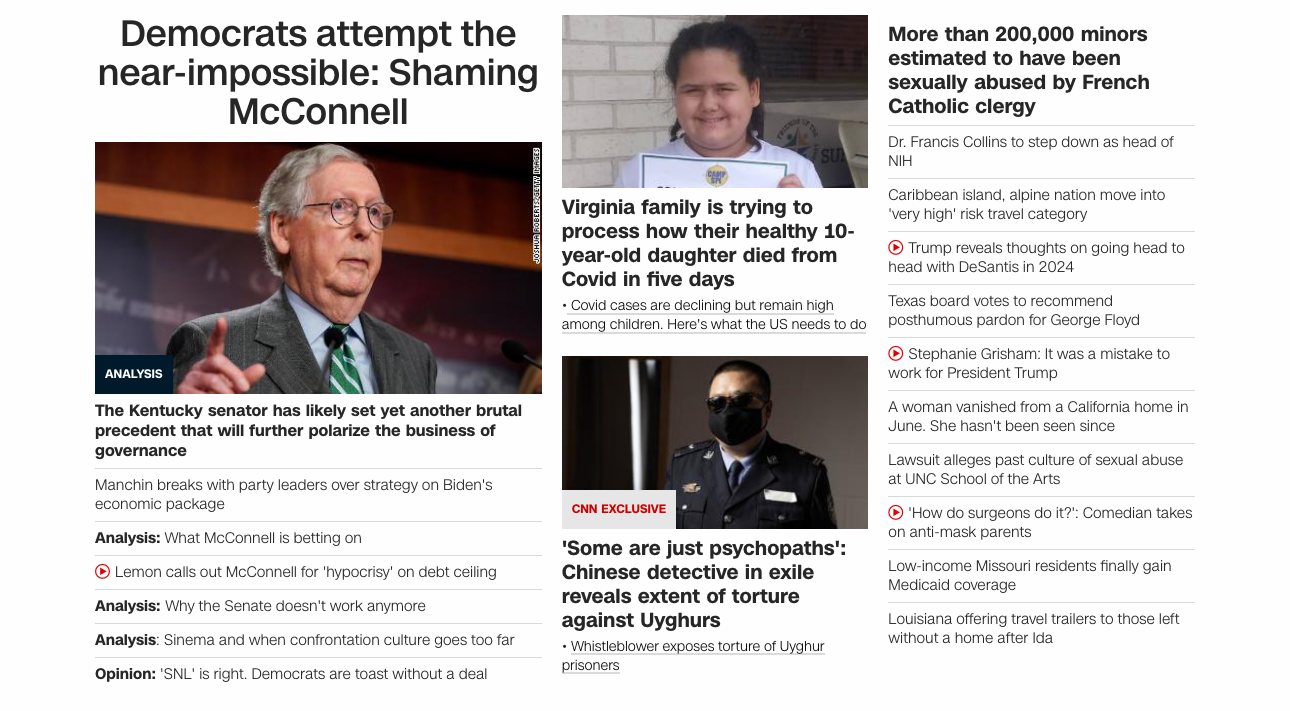 Democrats attempt the
near-impossible: Shaming
McConnell
JOSHUA ROBERTS/GETTY IMAGES
ANALYSIS
The Kentucky senator has likely set yet another brutal
precedent that will further polarize the business of
governance
Manchin breaks with party leaders over strategy on Biden's
economic package
Analysis: What McConnell is betting on
Lemon calls out McConnell for 'hypocrisy' on debt ceiling
Analysis: Why the Senate doesn't work anymore
Analysis: Sinema and when confrontation culture goes too far
Opinion: 'SNL' is right. Democrats are toast without a deal
FRIENDS OF THE
SU
CAMP
Virginia family is trying to
process how their healthy 10-
year-old daughter died from
Covid in five days
• Covid cases are declining but remain high
among children. Here's what the US needs to do
CNN EXCLUSIVE
'Some are just psychopaths':
Chinese detective in exile
reveals extent of torture
against Uyghurs
• Whistleblower exposes torture of Uyghur
prisoners
More than 200,000 minors
estimated to have been
sexually abused by French
Catholic clergy
Dr. Francis Collins to step down as head of
NIH
Caribbean island, alpine nation move into
'very high' risk travel category
Trump reveals thoughts on going head to
head with DeSantis in 2024
Texas board votes to recommend
posthumous pardon for George Floyd
Stephanie Grisham: It was a mistake to
work for President Trump
A woman vanished from a California home in
June. She hasn't been seen since
Lawsuit alleges past culture of sexual abuse
at UNC School of the Arts
'How do surgeons do it?': Comedian takes
on anti-mask parents
Low-income Missouri residents finally gain
Medicaid coverage
Louisiana offering travel trailers to those left
without a home after Ida